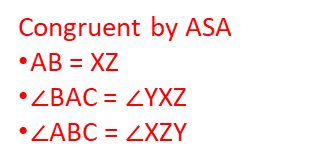 Congruent by ASA
•AB = XZ
•∠BAC = ∠YXZ
•∠ABC = ∠XZY